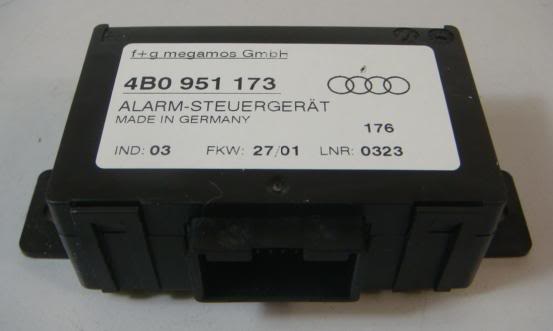 f+g megamos GmbH
4B0 951 173
ALARM-STEUERGERÄT
MADE IN GERMANY
176
IND: 03 FKW: 27/01 LNR: 0323